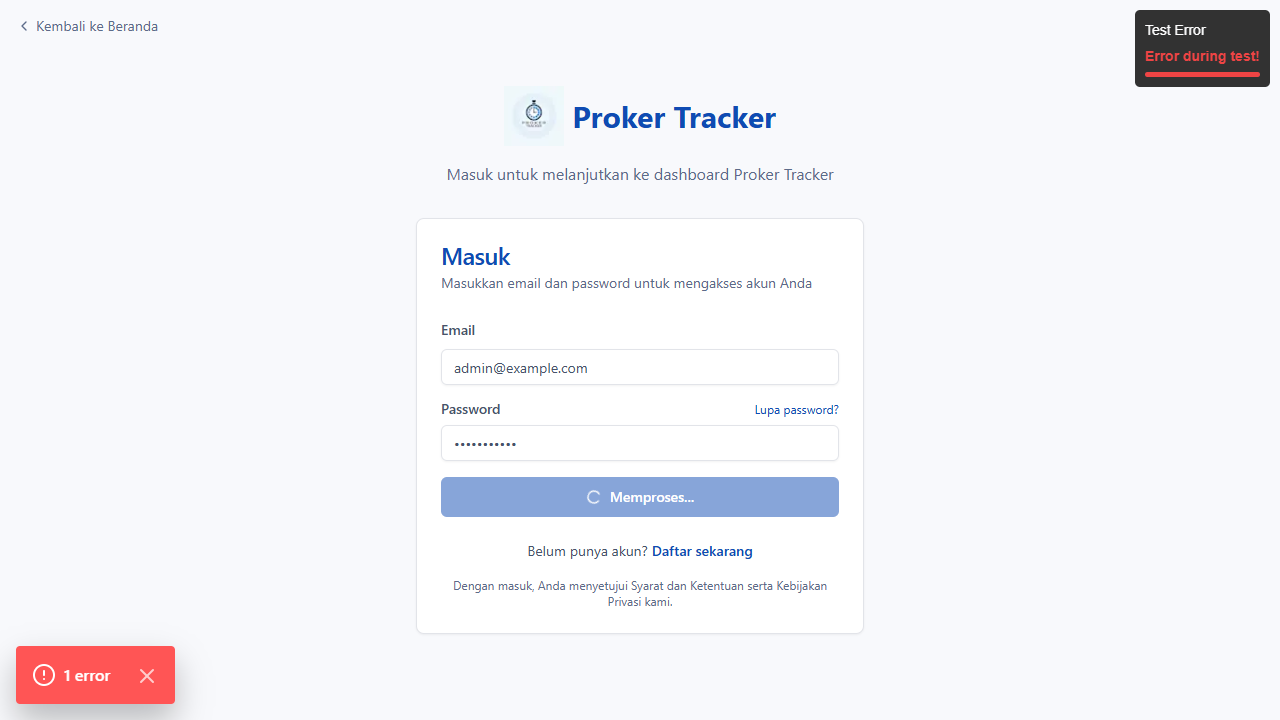 Kembali ke Beranda
Test Error
Error during test!
Proker Tracker
Masuk untuk melanjutkan ke dashboard Proker Tracker
Masuk
Masukkan email dan password untuk mengakses akun Anda
Email
admin@example.com
Password
Lupa password?
•••••••••••
Memproses...
Belum punya akun? Daftar sekarang
Dengan masuk, Anda menyetujui Syarat dan Ketentuan serta Kebijakan
Privasi kami.
1 error